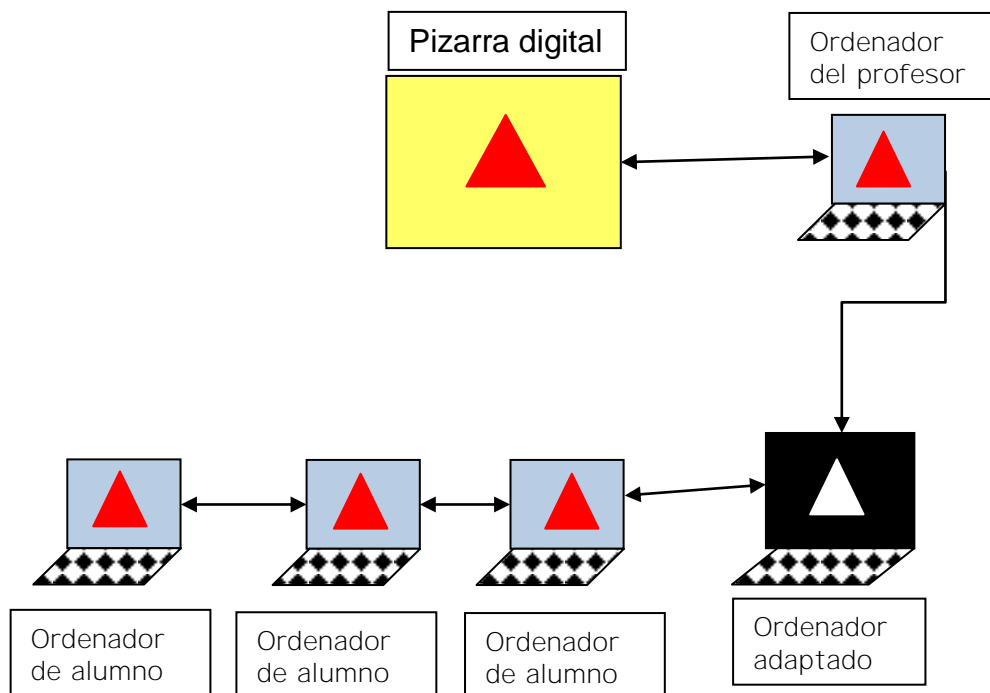 Pizarra digital
Ordenador
del profesor
Ordenador
de alumno
Ordenador
de alumno
Ordenador
de alumno
Ordenador
adaptado